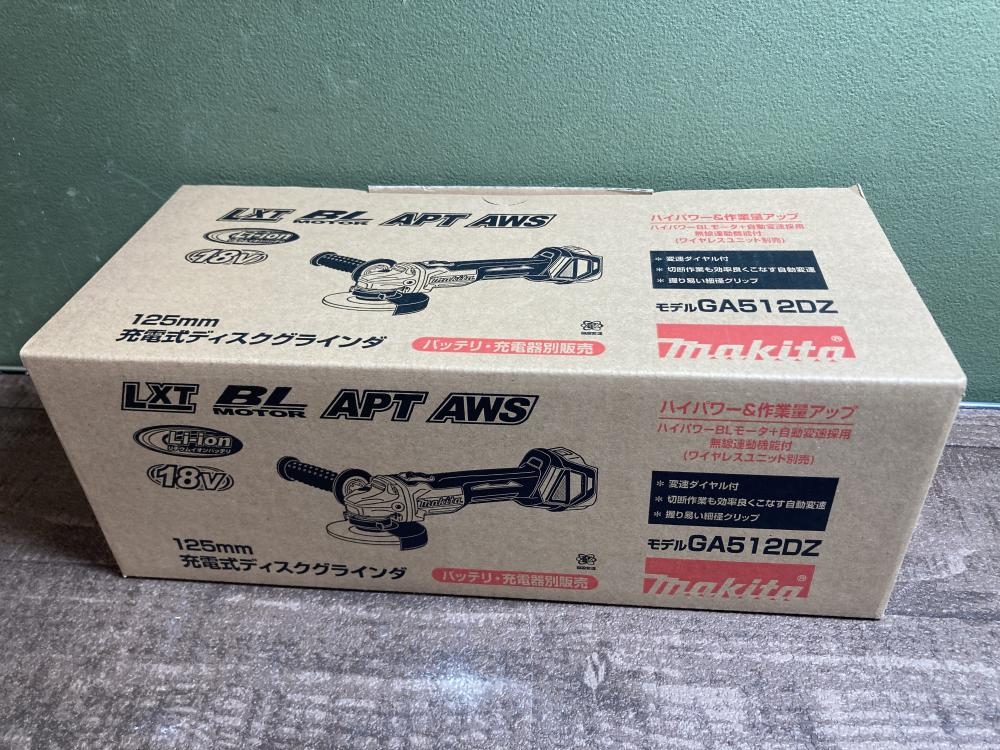 LXT BL MOTOR APT AWS
Li-ion
18V
makita
125mm
充電式ディスクグラインダ
バッテリ・充電器別販売
ハイパワー&作業量アップ
ハイパワーBLモータ+自動変速採用
無線連動機能付
(ワイヤレスユニット別売)
* 変速ダイヤル付
* 切断作業も効率良くこなす自動変速
* 握り易い細径グリップ
モデルGA512DZ
makita®
LXT BL MOTOR APT AWS
Li-ion
リチウムイオンバッテリ
18V
makita
125mm
充電式ディスクグラインダ
バッテリ・充電器別販売
ハイパワー&作業量アップ
ハイパワーBLモータ+自動変速採用
無線連動機能付
(ワイヤレスユニット別売)
* 変速ダイヤル付
* 切断作業も効率良くこなす自動変速
* 握り易い細径グリップ
モデルGA512DZ
makita®